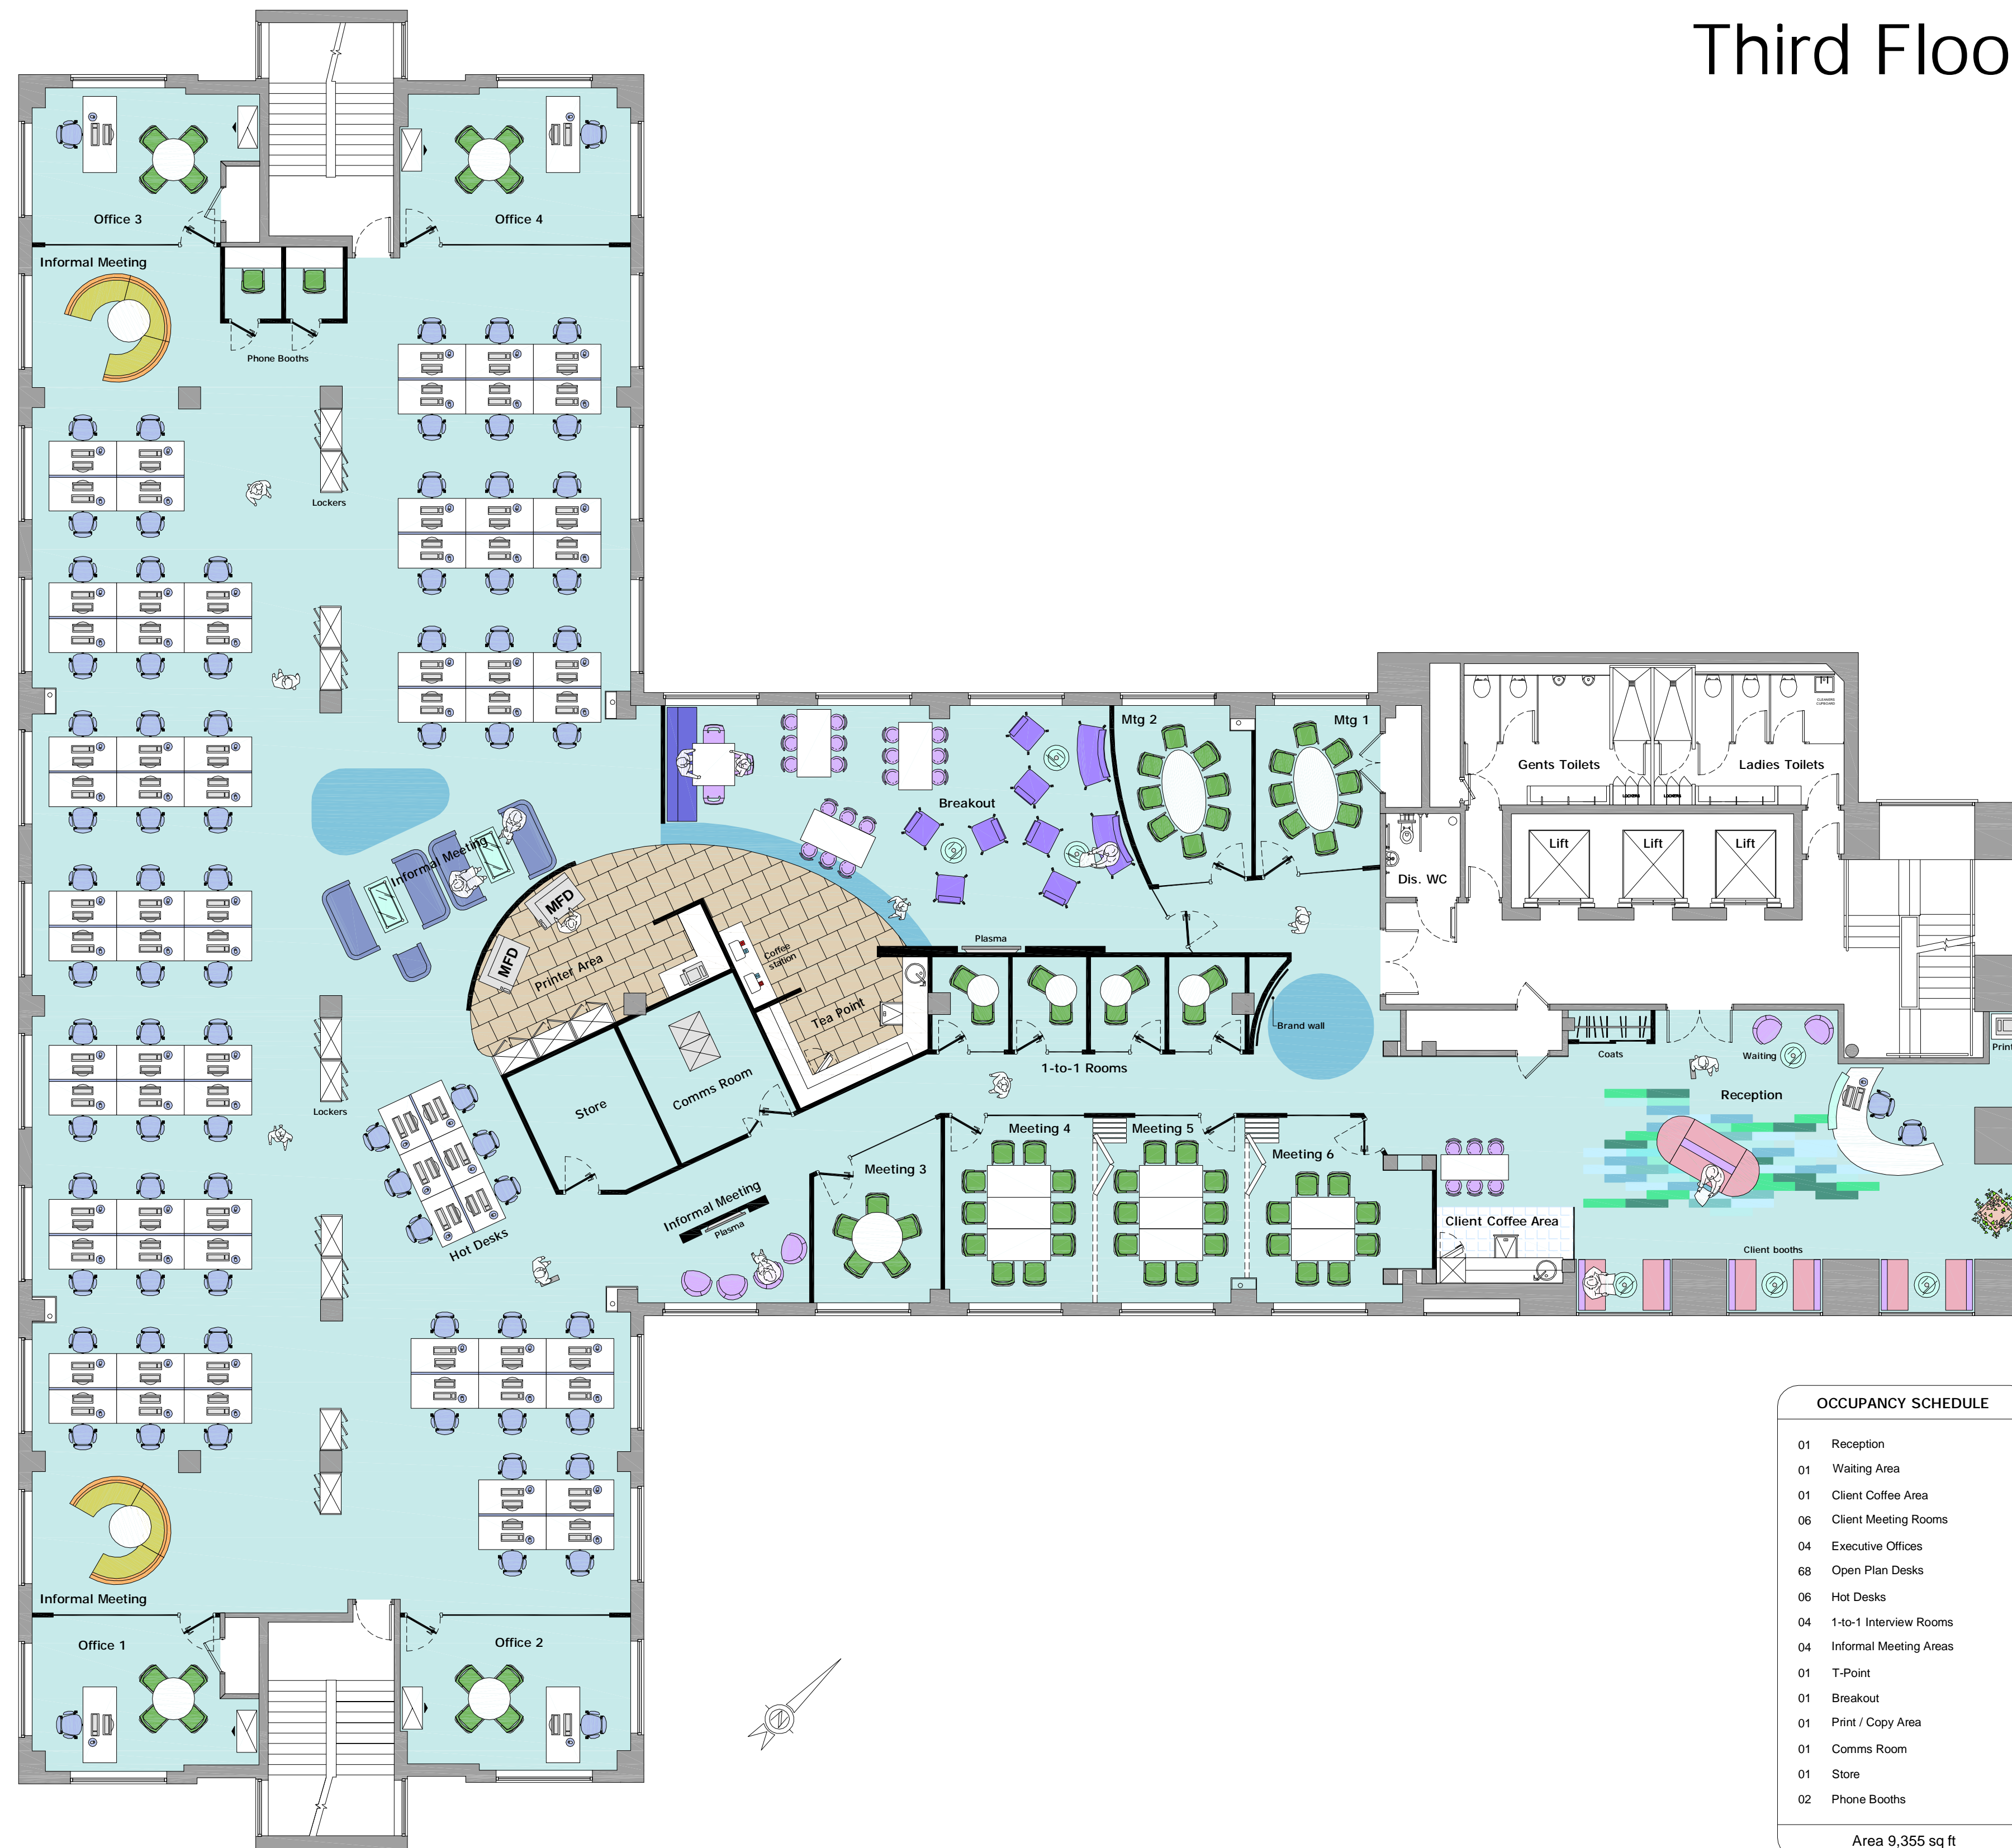 Third Floo
Office 3
Office 4
Informal Meeting
Phone Booths
Lockers
Mtg 2
Mtg 1
Gents Toilets
Ladies Toilets
CLEANERS
CUPBOARD
LOCKERS
LOCKERS
Breakout
Lift
Lift
Lift
Dis. WC
Informal Meeting
MFD
MFD
Printer Area
Coffee
station
Tea Point
Plasma
Brand wall
Coats
Waiting
Print
1-to-1 Rooms
Reception
Comms Room
Store
Lockers
Hot Desks
Meeting 3
Meeting 4
Meeting 5
Meeting 6
Informal Meeting
Plasma
Client Coffee Area
Client booths
Informal Meeting
Office 1
Office 2
OCCUPANCY SCHEDULE
01 Reception
01 Waiting Area
01 Client Coffee Area
06 Client Meeting Rooms
04 Executive Offices
68 Open Plan Desks
06 Hot Desks
04 1-to-1 Interview Rooms
04 Informal Meeting Areas
01 T-Point
01 Breakout
01 Print / Copy Area
01 Comms Room
01 Store
02 Phone Booths
Area 9,355 sq ft